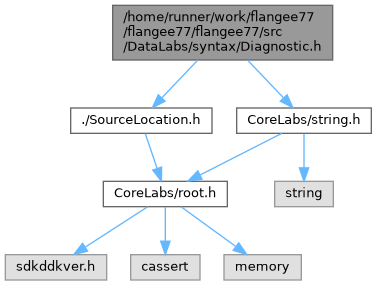 /home/runner/work/flangee77
/flangee77/flangee77/src
/DataLabs/syntax/Diagnostic.h
./SourceLocation.h
CoreLabs/string.h
CoreLabs/root.h
string
sdkddkver.h
cassert
memory